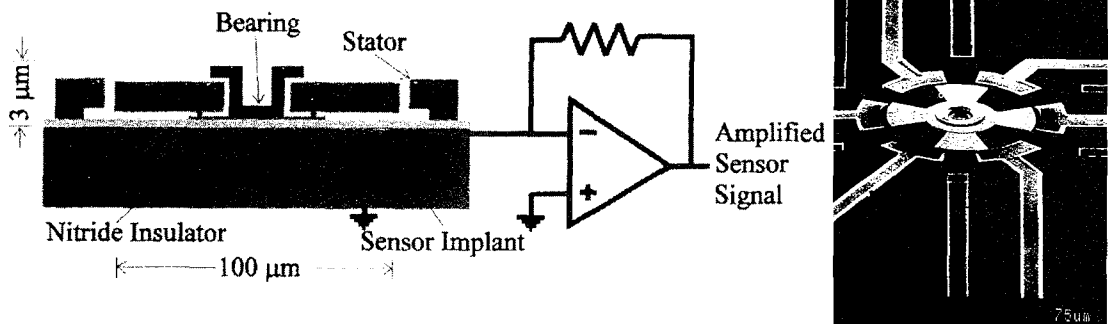 Bearing
Stator
3 μm
−
+
Amplified
Sensor
Signal
Nitride Insulator
Sensor Implant
100 μm
75um